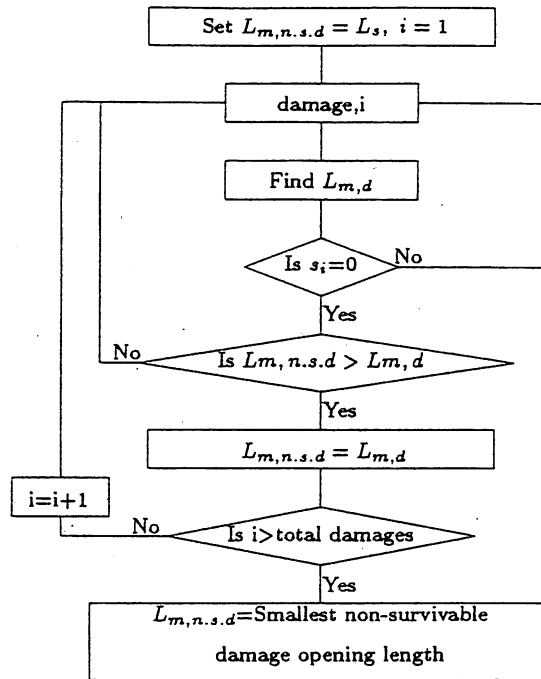 Set L_{m,n.s.d} = L_s, i = 1
damage,i
Find L_{m,d}
Is s_i=0
No
Yes
No
Is Lm, n.s.d > Lm, d
Yes
L_{m,n.s.d} = L_{m,d}
i=i+1
No
Is i>total damages
Yes
L_{m,n.s.d}=Smallest non-survivable
damage opening length